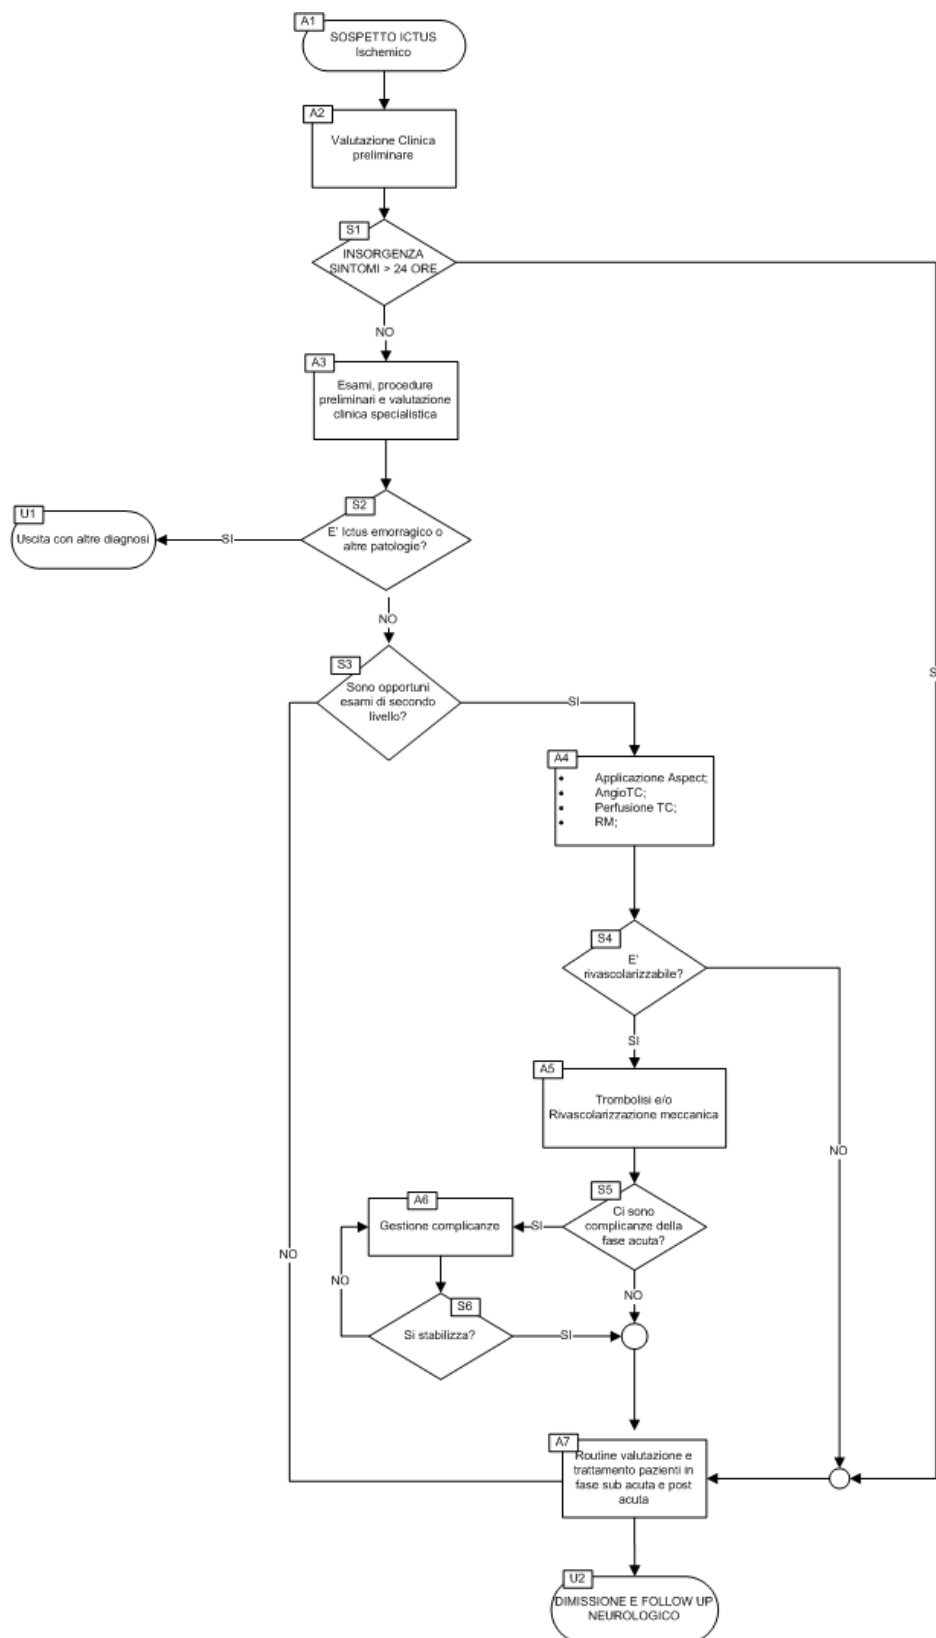 A1
SOSPETTO ICTUS
Ischemico
A2
Valutazione Clinica
preliminare
S1
INSORGENZA
SINTOMI > 24 ORE
NO
A3
Esami, procedure
preliminari e valutazione
clinica specialistica
S2
E' Ictus emorragico o
altre patologie?
SI
U1
Uscita con altre diagnosi
NO
S3
Sono opportuni
esami di secondo
livello?
SI
S
A4
• Applicazione Aspect;
• AngioTC;
• Perfusione TC;
• RM;
S4
E'
rivascolarizzabile?
SI
A5
Trombolisi e/o
Rivascolarizzazione meccanica
NO
S5
Ci sono
complicanze della
fase acuta?
SI
A6
Gestione complicanze
NO
NO
NO
S6
Si stabilizza?
SI
A7
Routine valutazione e
trattamento pazienti in
fase sub acuta e post
acuta
U2
DIMISSIONE E FOLLOW UP
NEUROLOGICO